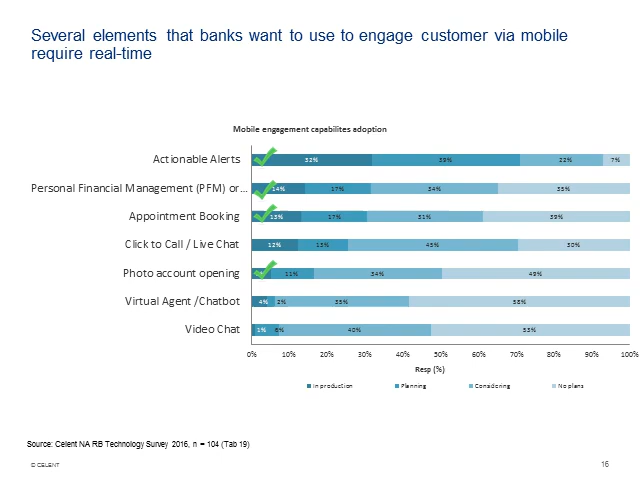 Several elements that banks want to use to engage customer via mobile
require real-time
Mobile engagement capabilites adoption
Actionable Alerts 32% 39% 22% 7%
Personal Financial Management (PFM) or... 14% 17% 34% 35%
Appointment Booking 13% 17% 31% 39%
Click to Call / Live Chat 12% 13% 45% 30%
Photo account opening 11% 34% 49%
Virtual Agent /Chatbot 4% 2% 35% 58%
Video Chat 1% 6% 40% 53%
0% 10% 20% 30% 40% 50% 60% 70% 80% 90% 100%
Resp (%)
In production Planning Considering No plans
Source: Celent NA RB Technology Survey 2016, n = 104 (Tab 19)
© CELENT 16